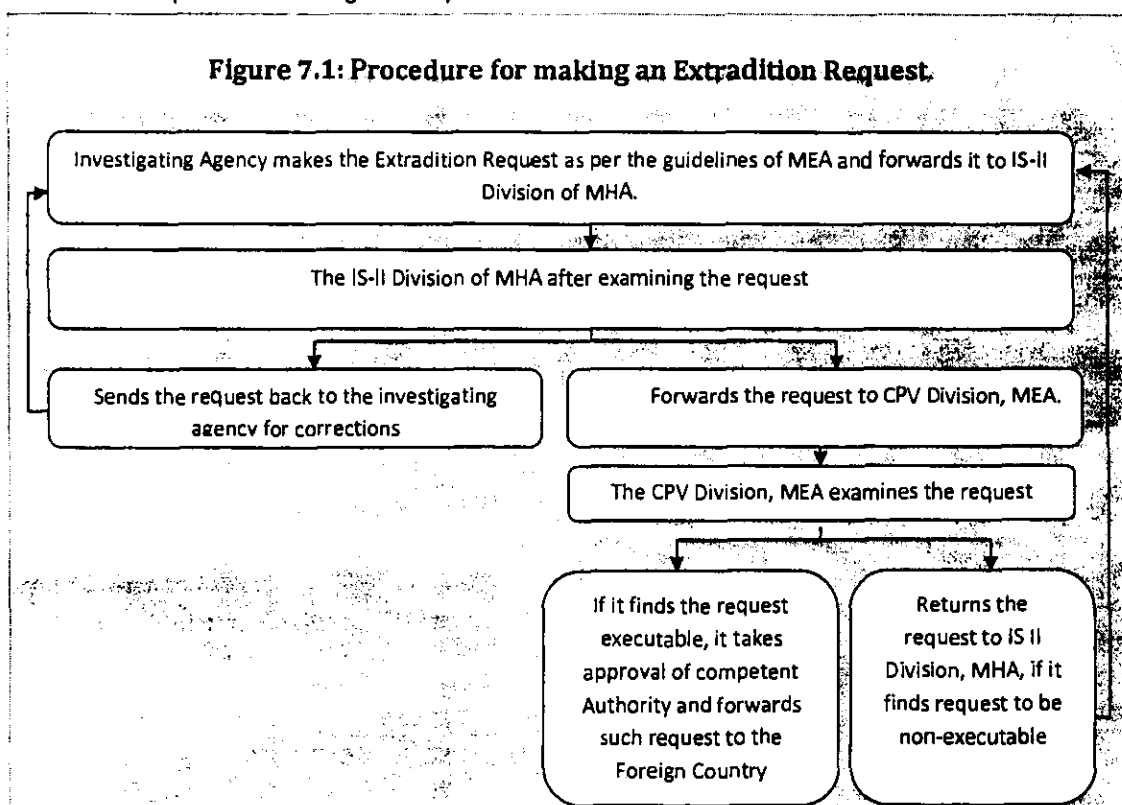 Figure 7.1: Procedure for making an Extradition Request.
Investigating Agency makes the Extradition Request as per the guidelines of MEA and forwards it to IS-II
Division of MHA.
The IS-II Division of MHA after examining the request
Sends the request back to the investigating
agency for corrections
Forwards the request to CPV Division, MEA.
The CPV Division, MEA examines the request
If it finds the request
executable, it takes
approval of competent
Authority and forwards
such request to the
Foreign Country
Returns the
request to IS II
Division, MHA, if it
finds request to be
non-executable